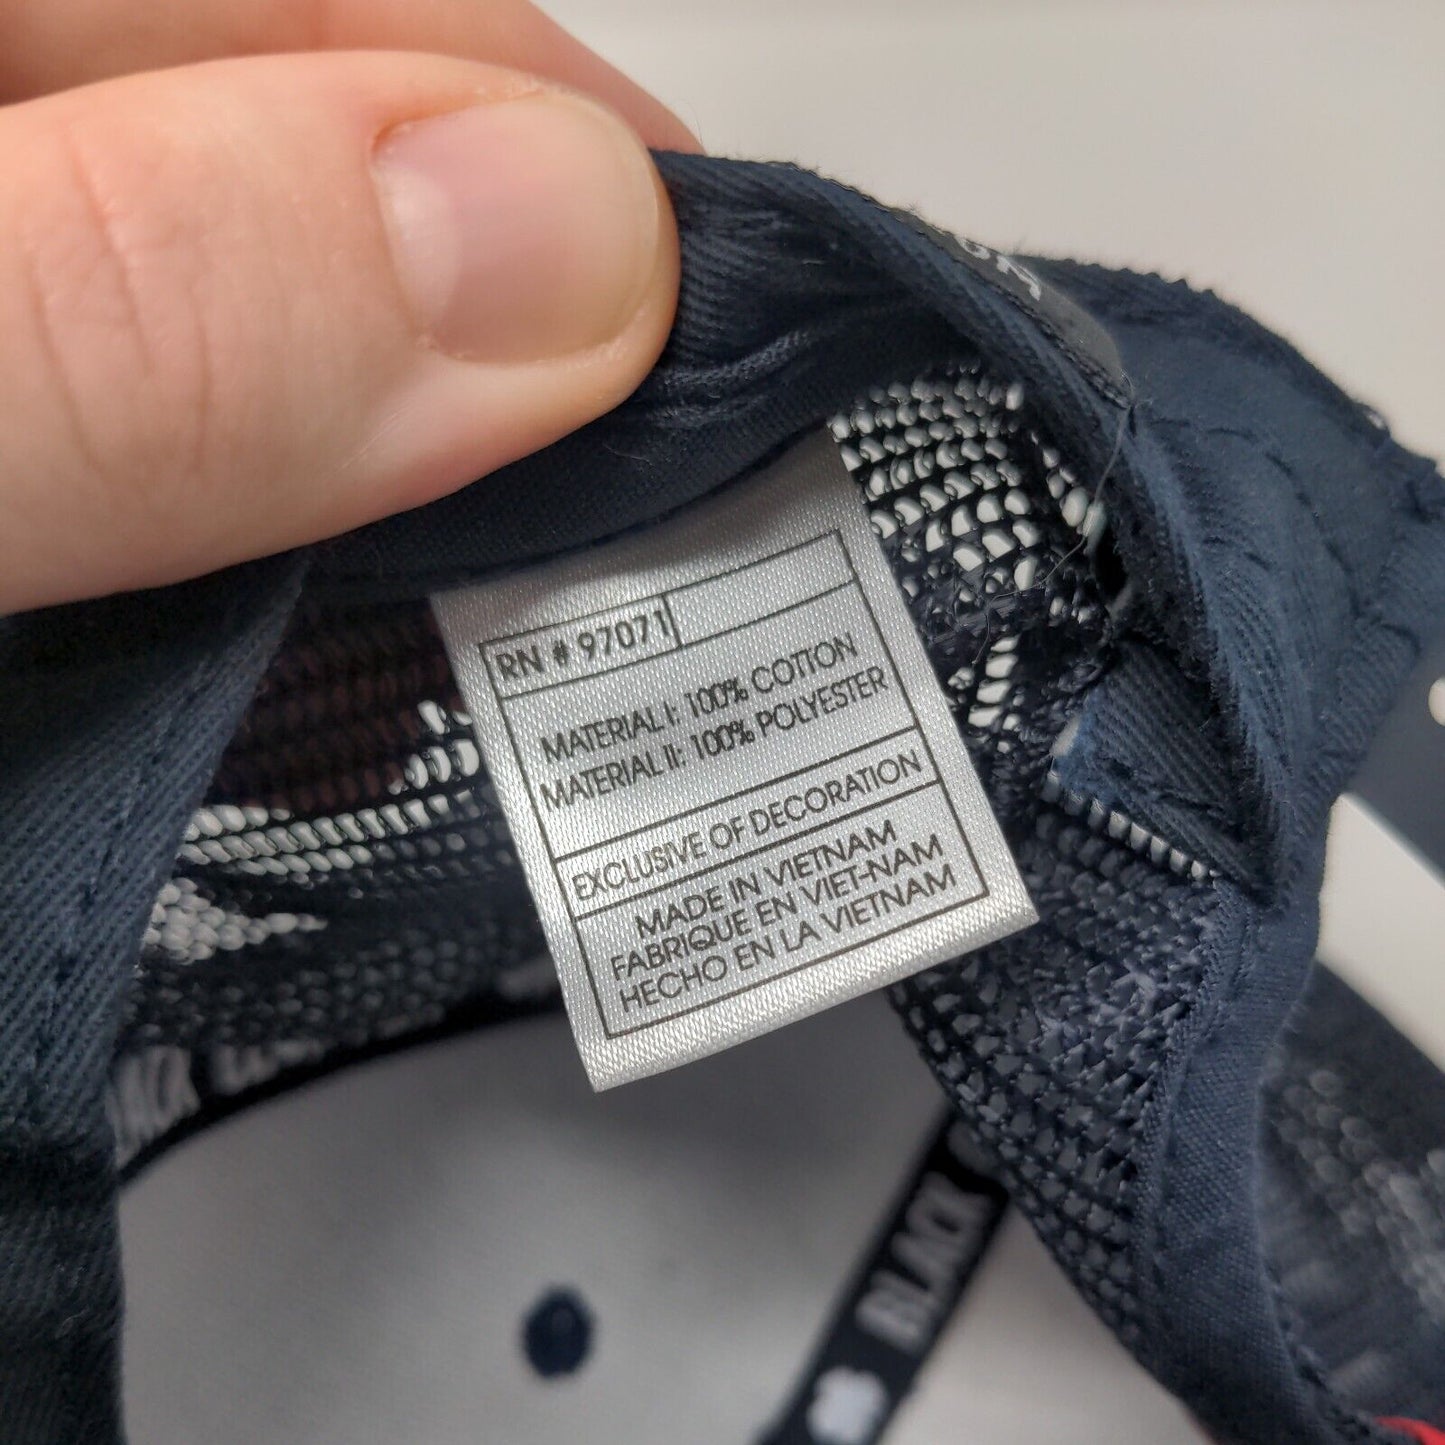 RN # 97071
MATERIAL I: 100% COTTON
MATERIAL II: 100% POLYESTER
EXCLUSIVE OF DECORATION
MADE IN VIETNAM
FABRIQUE EN VIET-NAM
HECHO EN LA VIETNAM
BLACK